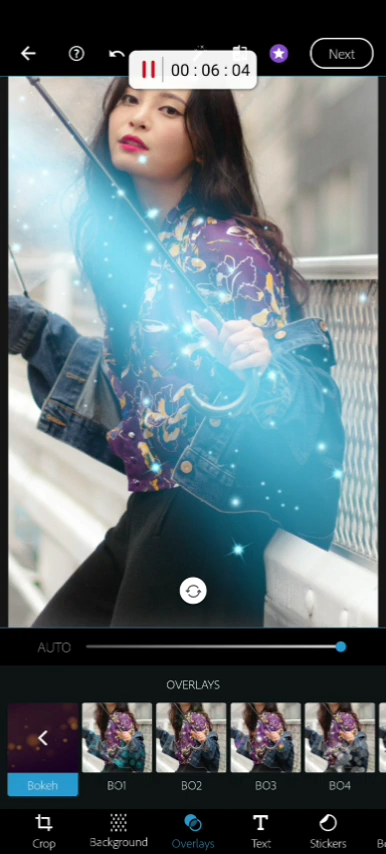 Next
00 : 06 : 04
AUTO
OVERLAYS
Bokeh
BO1
BO2
BO3
BO4
Crop
Background
Overlays
Text
Stickers